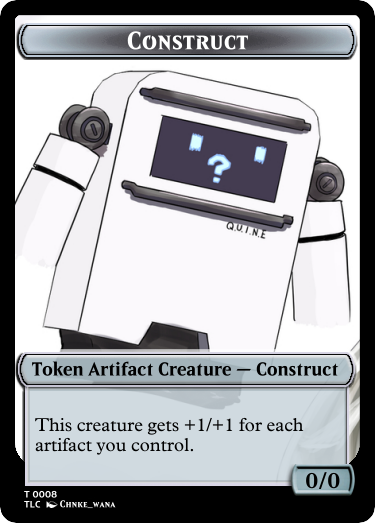 Construct
?
Q.U.I.N.E
Token Artifact Creature — Construct
This creature gets +1/+1 for each
artifact you control.
0/0
T 0008
TLC Chnke_wana